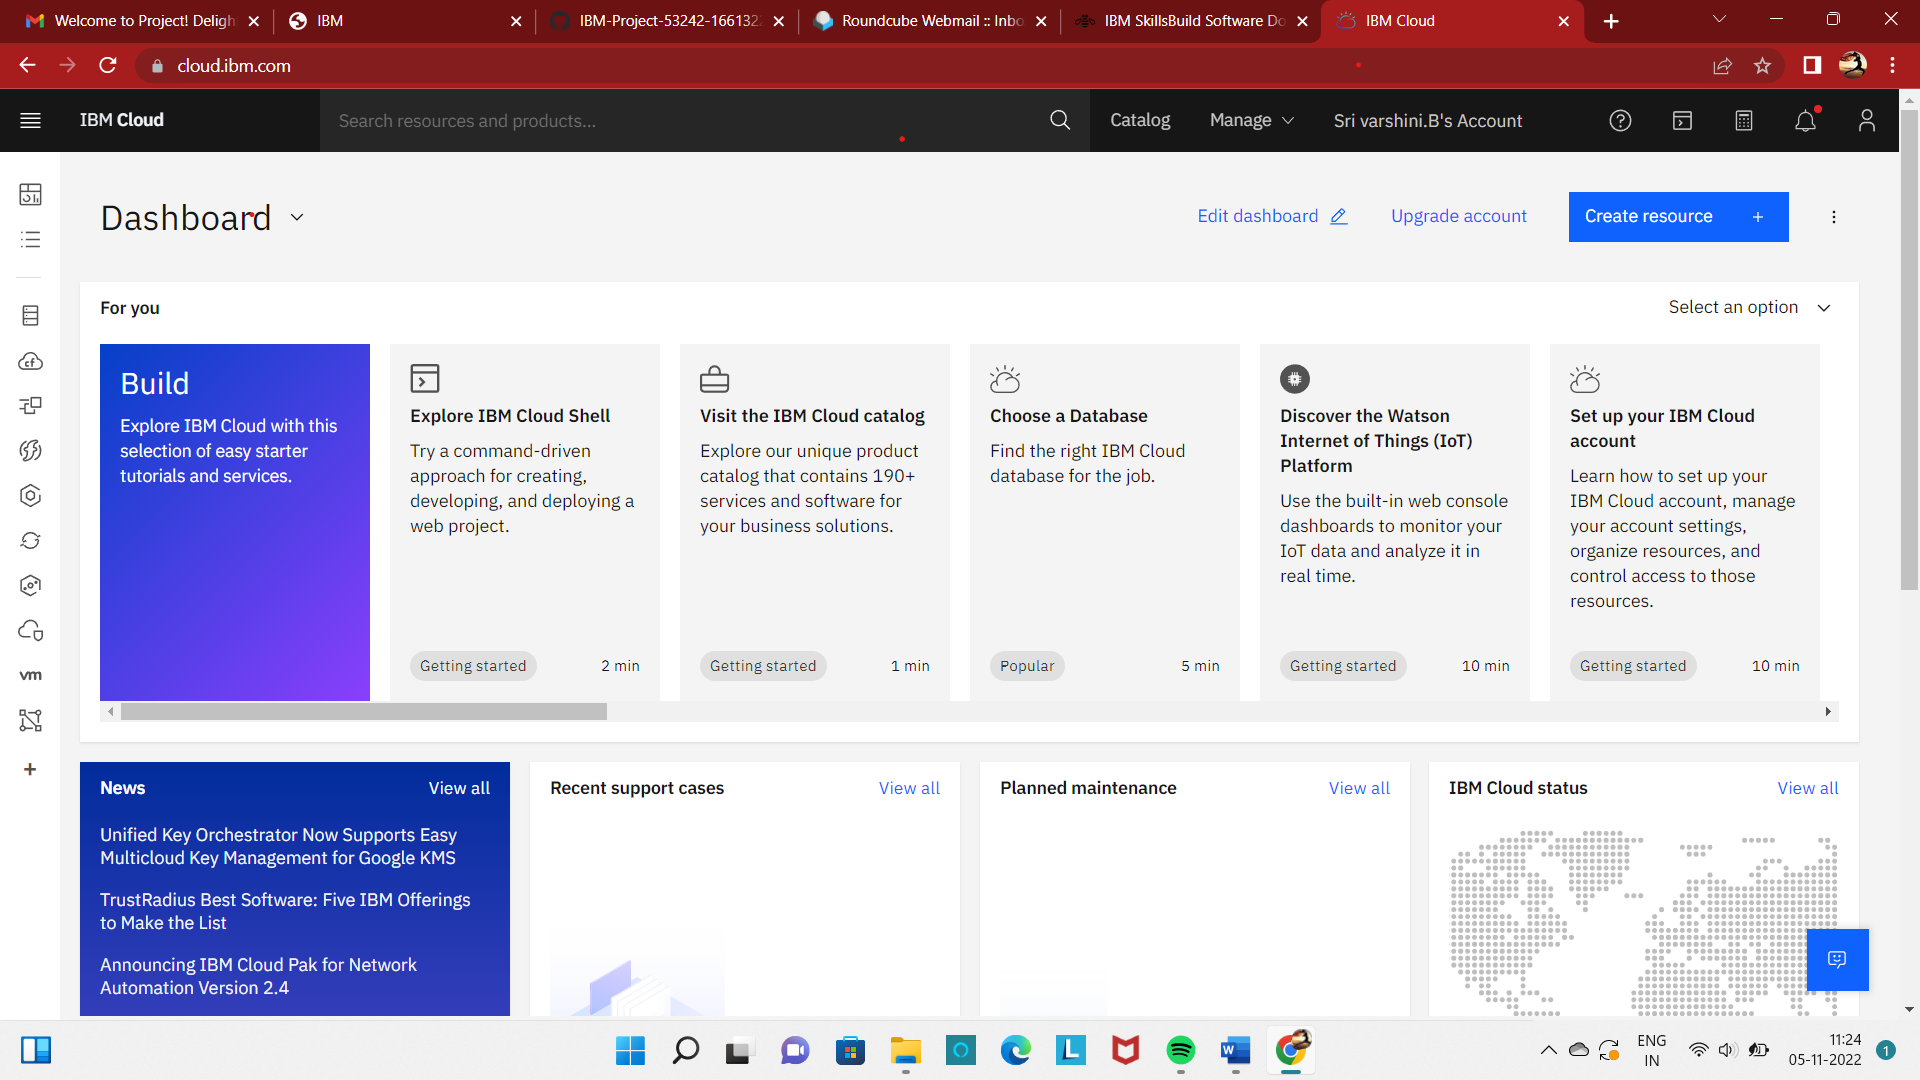 Welcome to Project! Deligh
IBM
IBM-Project-53242-166132
Roundcube Webmail :: Inbo
IBM SkillsBuild Software Do
IBM Cloud
cloud.ibm.com
IBM Cloud
Search resources and products...
Catalog
Manage
Sri varshini.B's Account
Dashboard
Edit dashboard
Upgrade account
Create resource +
For you
Select an option
Build
Explore IBM Cloud with this
selection of easy starter
tutorials and services.
Explore IBM Cloud Shell
Try a command-driven
approach for creating,
developing, and deploying a
web project.
Getting started
2 min
Visit the IBM Cloud catalog
Explore our unique product
catalog that contains 190+
services and software for
your business solutions.
Getting started
1 min
Choose a Database
Find the right IBM Cloud
database for the job.
Popular
5 min
Discover the Watson
Internet of Things (IoT)
Platform
Use the built-in web console
dashboards to monitor your
IoT data and analyze it in
real time.
Getting started
10 min
Set up your IBM Cloud
account
Learn how to set up your
IBM Cloud account, manage
your account settings,
organize resources, and
control access to those
resources.
Getting started
10 min
cf
vm
News
View all
Unified Key Orchestrator Now Supports Easy
Multicloud Key Management for Google KMS
TrustRadius Best Software: Five IBM Offerings
to Make the List
Announcing IBM Cloud Pak for Network
Automation Version 2.4
Recent support cases
View all
Planned maintenance
View all
IBM Cloud status
View all
ENG
IN
11:24
05-11-2022
1